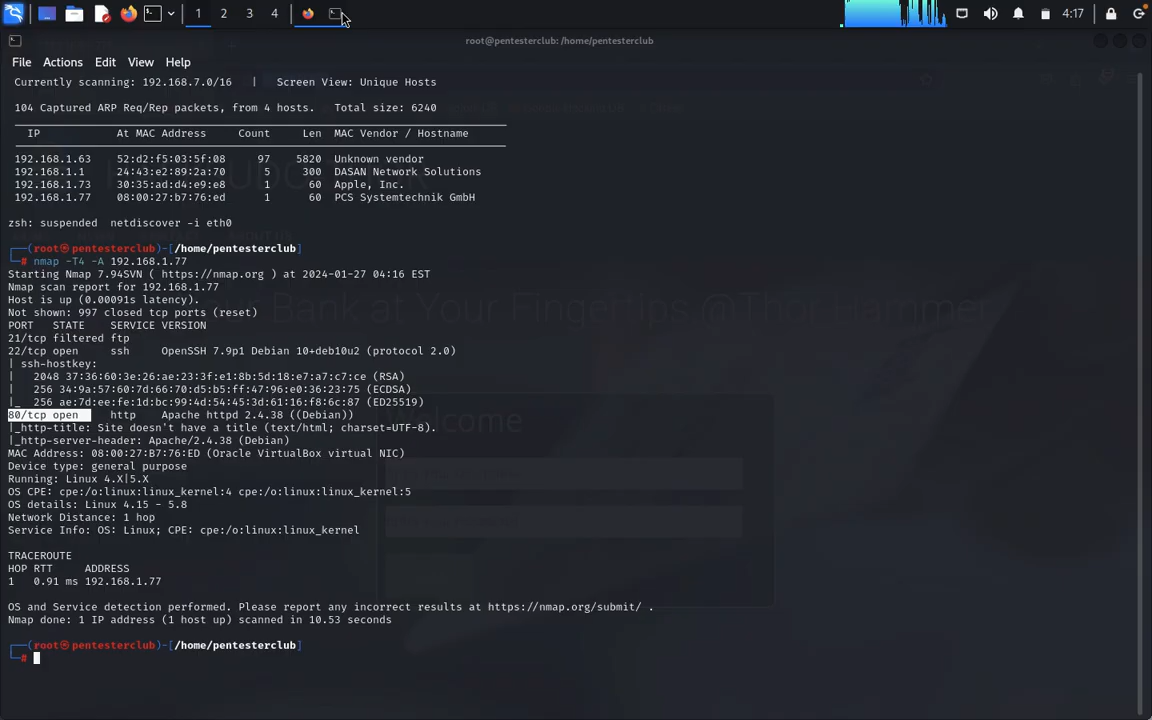 1 2 3 4 4:17
root@pentesterclub: /home/pentesterclub
File Actions Edit View Help
Currently scanning: 192.168.7.0/16 | Screen View: Unique Hosts
104 Captured ARP Req/Rep packets, from 4 hosts. Total size: 6240
IP At MAC Address Count Len MAC Vendor / Hostname
192.168.1.63 52:d2:f5:03:5f:08 97 5820 Unknown vendor
192.168.1.1 24:43:e2:89:2a:70 5 300 DASAN Network Solutions
192.168.1.73 30:35:ad:d4:e9:e8 1 60 Apple, Inc.
192.168.1.77 08:00:27:b7:76:ed 1 60 PCS Systemtechnik GmbH
zsh: suspended netdiscover -i eth0
┌──(root㉿pentesterclub)-[/home/pentesterclub]
└─# nmap -T4 -A 192.168.1.77
Starting Nmap 7.94SVN ( https://nmap.org ) at 2024-01-27 04:16 EST
Nmap scan report for 192.168.1.77
Host is up (0.00091s latency).
Not shown: 997 closed tcp ports (reset)
PORT STATE SERVICE VERSION
21/tcp filtered ftp
22/tcp open ssh OpenSSH 7.9p1 Debian 10+deb10u2 (protocol 2.0)
| ssh-hostkey:
| 2048 37:36:60:3e:26:ae:23:3f:e1:8b:5d:18:e7:a7:c7:ce (RSA)
| 256 34:9a:57:60:7d:66:70:d5:b5:ff:47:96:e0:36:23:75 (ECDSA)
|_ 256 ae:7d:ee:fe:1d:bc:99:4d:54:45:3d:61:16:f8:6c:87 (ED25519)
80/tcp open http Apache httpd 2.4.38 ((Debian))
|_http-title: Site doesn't have a title (text/html; charset=UTF-8).
|_http-server-header: Apache/2.4.38 (Debian)
MAC Address: 08:00:27:B7:76:ED (Oracle VirtualBox virtual NIC)
Device type: general purpose
Running: Linux 4.X|5.X
OS CPE: cpe:/o:linux:linux_kernel:4 cpe:/o:linux:linux_kernel:5
OS details: Linux 4.15 - 5.8
Network Distance: 1 hop
Service Info: OS: Linux; CPE: cpe:/o:linux:linux_kernel
TRACEROUTE
HOP RTT ADDRESS
1 0.91 ms 192.168.1.77
OS and Service detection performed. Please report any incorrect results at https://nmap.org/submit/ .
Nmap done: 1 IP address (1 host up) scanned in 10.53 seconds
┌──(root㉿pentesterclub)-[/home/pentesterclub]
└─#
Bank at Your Fingertips @Thor Hammer
Welcome